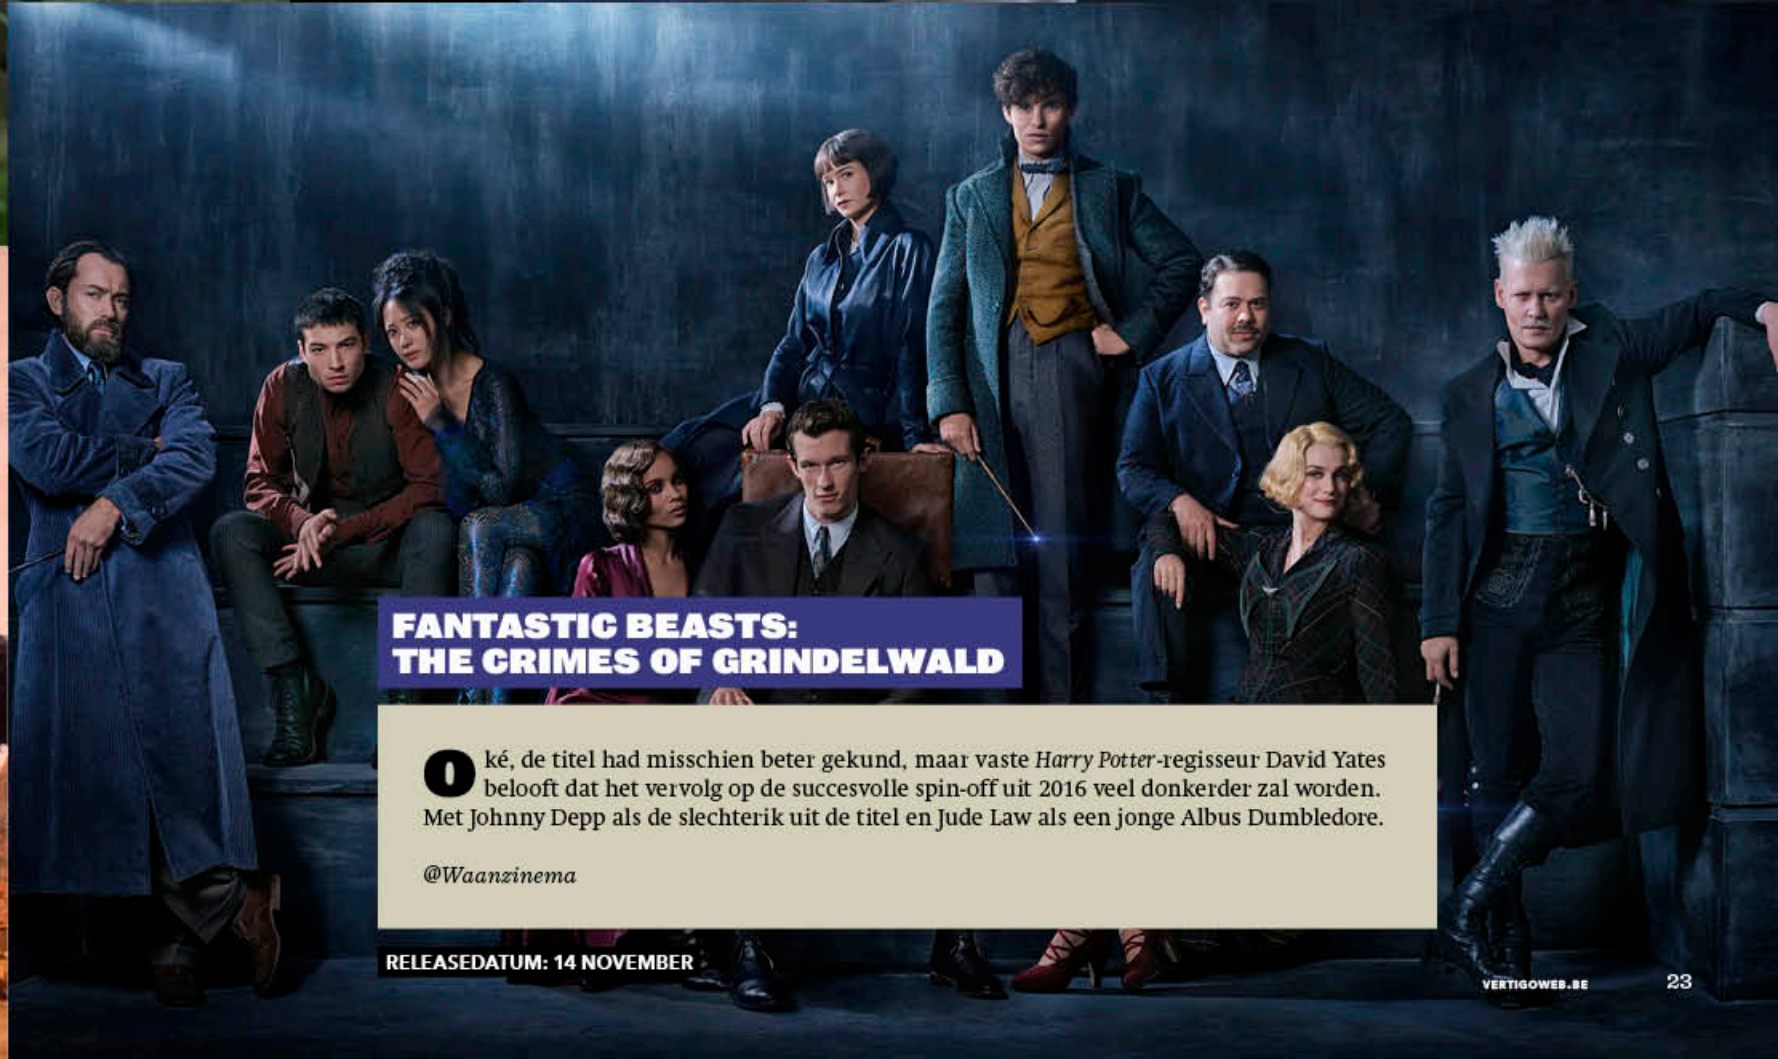 FANTASTIC BEASTS:
THE CRIMES OF GRINDELWALD
Oké, de titel had misschien beter gekund, maar vaste Harry Potter-regisseur David Yates
belooft dat het vervolg op de succesvolle spin-off uit 2016 veel donkerder zal worden.
Met Johnny Depp als de slechterik uit de titel en Jude Law als een jonge Albus Dumbledore.
@Waanzinema
RELEASEDATUM: 14 NOVEMBER
VERTIGOWEB.BE 23